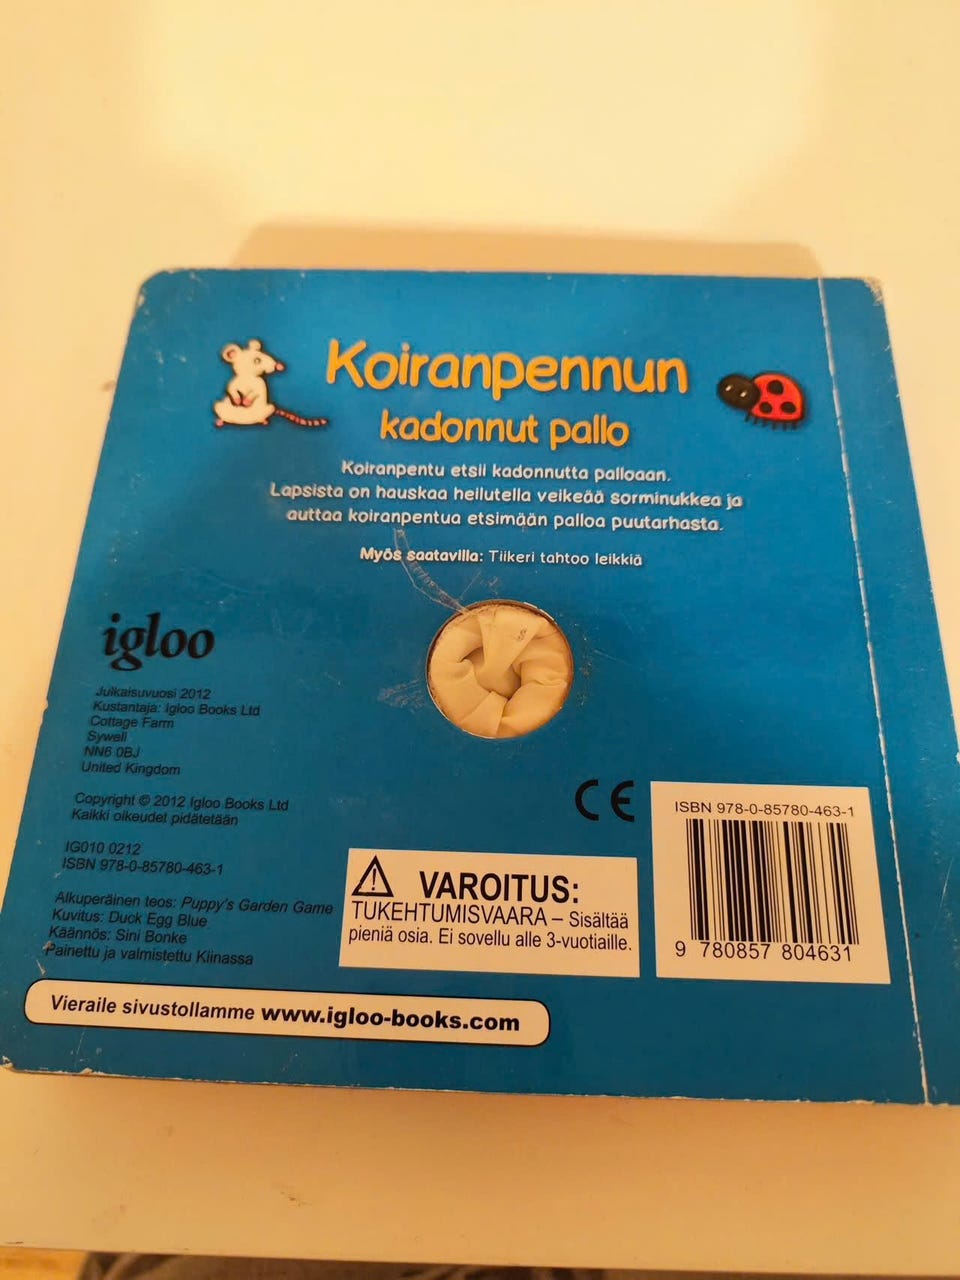 Koiranpennun
kadonnut pallo
Koiranpentu etsii kadonnutta palloaan.
Lapsista on hauskaa heilutella veikeää sorminukkea ja
auttaa koiranpentua etsimään palloa puutarhasta.
Myös saatavilla: Tiikeri tahtoo leikkiä
igloo
Julkaisuvuosi 2012
Kustantaja: Igloo Books Ltd
Cottage Farm
Sywell
NN6 0BJ
United Kingdom
Copyright © 2012 Igloo Books Ltd
Kaikki oikeudet pidätetään
IG010 0212
ISBN 978-0-85780-463-1
Alkuperäinen teos: Puppy's Garden Game
Kuvitus: Duck Egg Blue
Käännös: Sini Bonke
Painettu ja valmistettu Kiinassa
Vieraile sivustollamme www.igloo-books.com
CE
VAROITUS:
TUKEHTUMISVAARA – Sisältää
pieniä osia. Ei sovellu alle 3-vuotiaille.
ISBN 978-0-85780-463-1
9 780857 804631